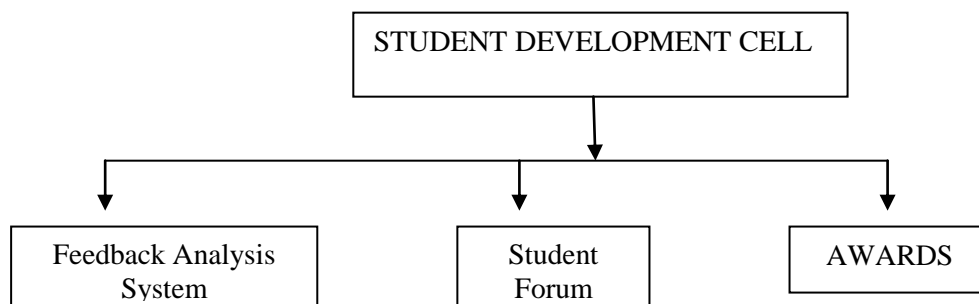 STUDENT DEVELOPMENT CELL
Feedback Analysis
System
Student
Forum
AWARDS